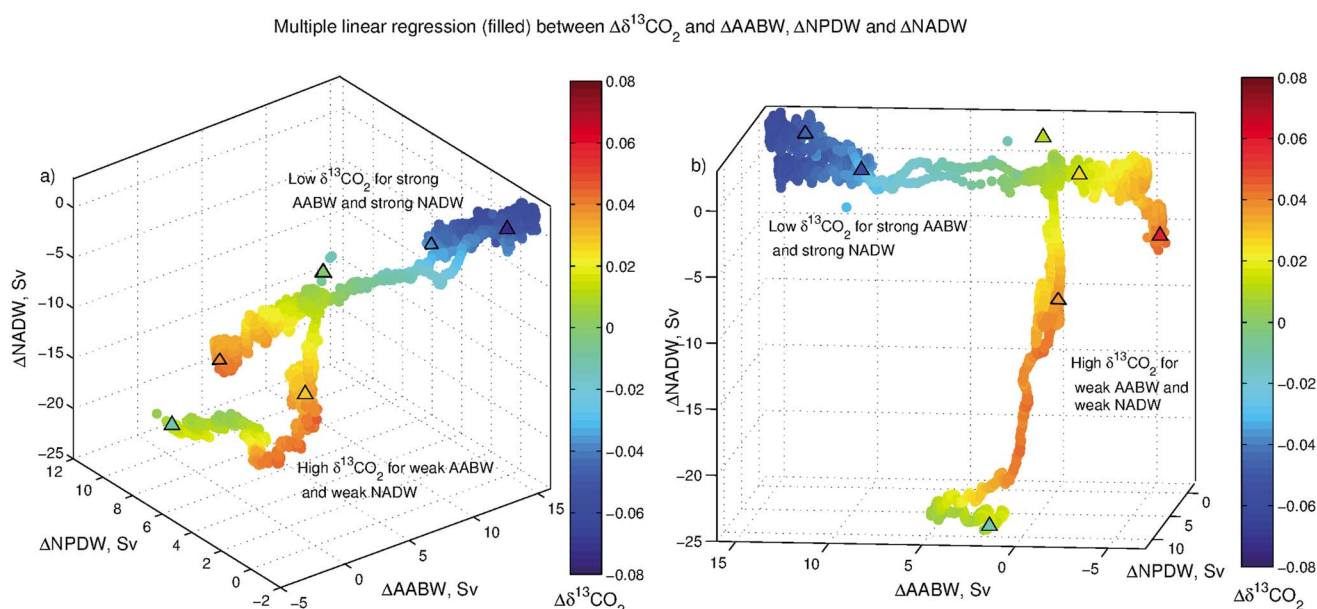 Multiple linear regression (filled) between Δδ¹³CO₂ and ΔAABW, ΔNPDW and ΔNADW
a)
Low δ¹³CO₂ for strong
AABW and strong NADW
High δ¹³CO₂ for weak AABW
and weak NADW
ΔNADW, Sv
0
−5
−10
−15
−20
−25
ΔNPDW, Sv
12
10
8
6
4
2
0
−2
ΔAABW, Sv
−5
0
5
10
15
0.08
0.06
0.04
0.02
0
−0.02
−0.04
−0.06
−0.08
Δδ¹³CO₂
b)
Low δ¹³CO₂ for strong AABW
and strong NADW
High δ¹³CO₂ for
weak AABW and
weak NADW
ΔNADW, Sv
0
−5
−10
−15
−20
−25
ΔAABW, Sv
15
10
5
0
−5
ΔNPDW, Sv
0
5
10
0.08
0.06
0.04
0.02
0
−0.02
−0.04
−0.06
−0.08
Δδ¹³CO₂